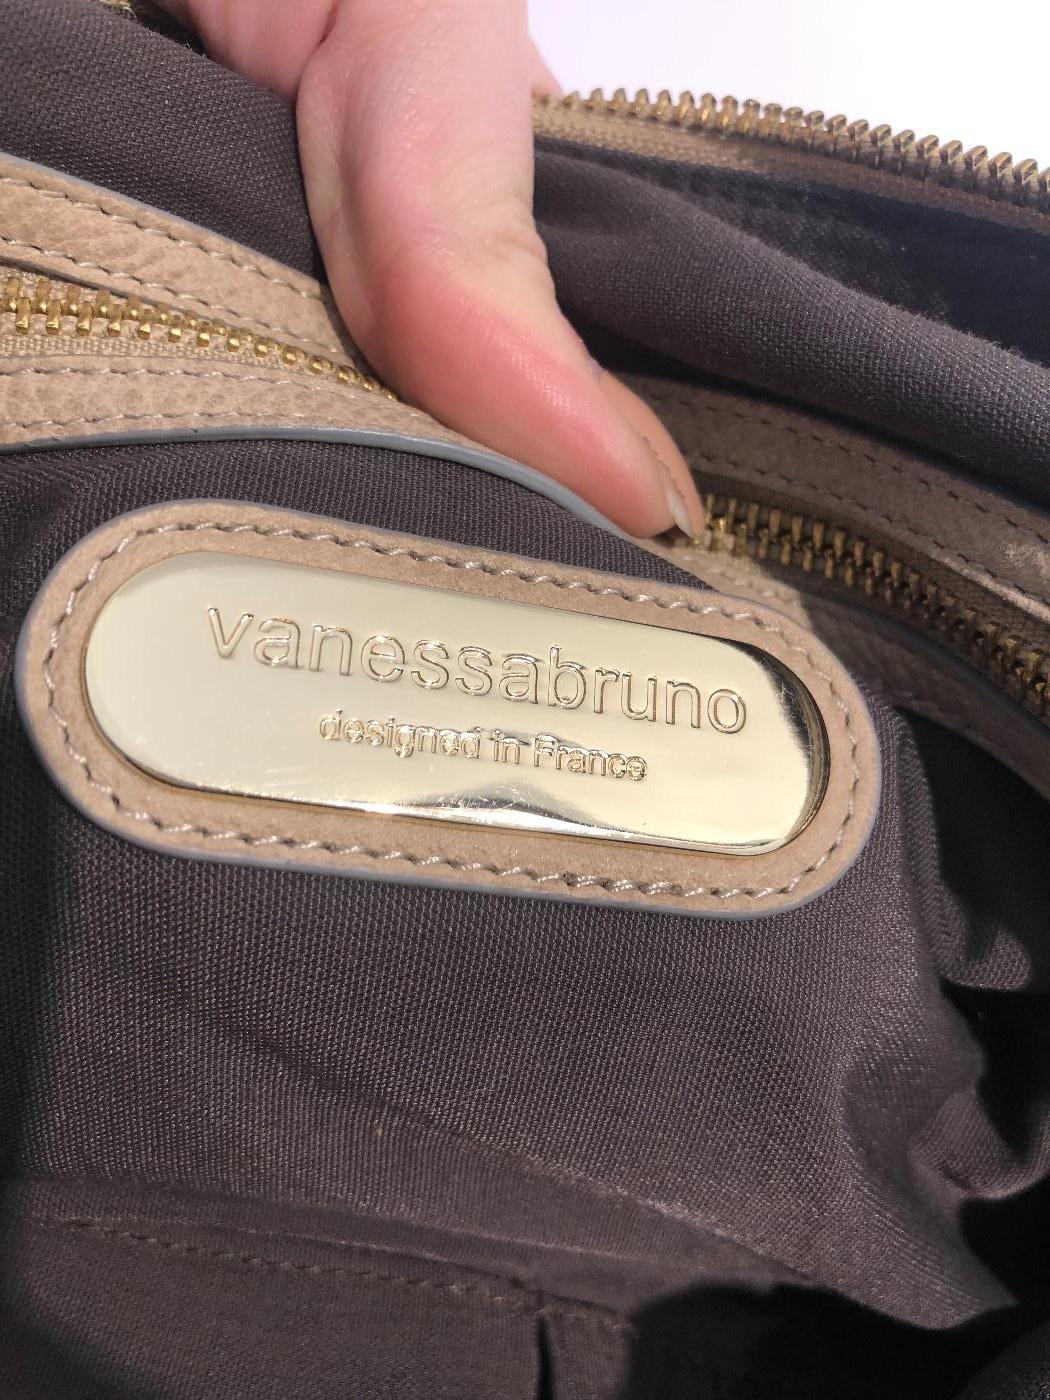 vanessabruno
designed in France